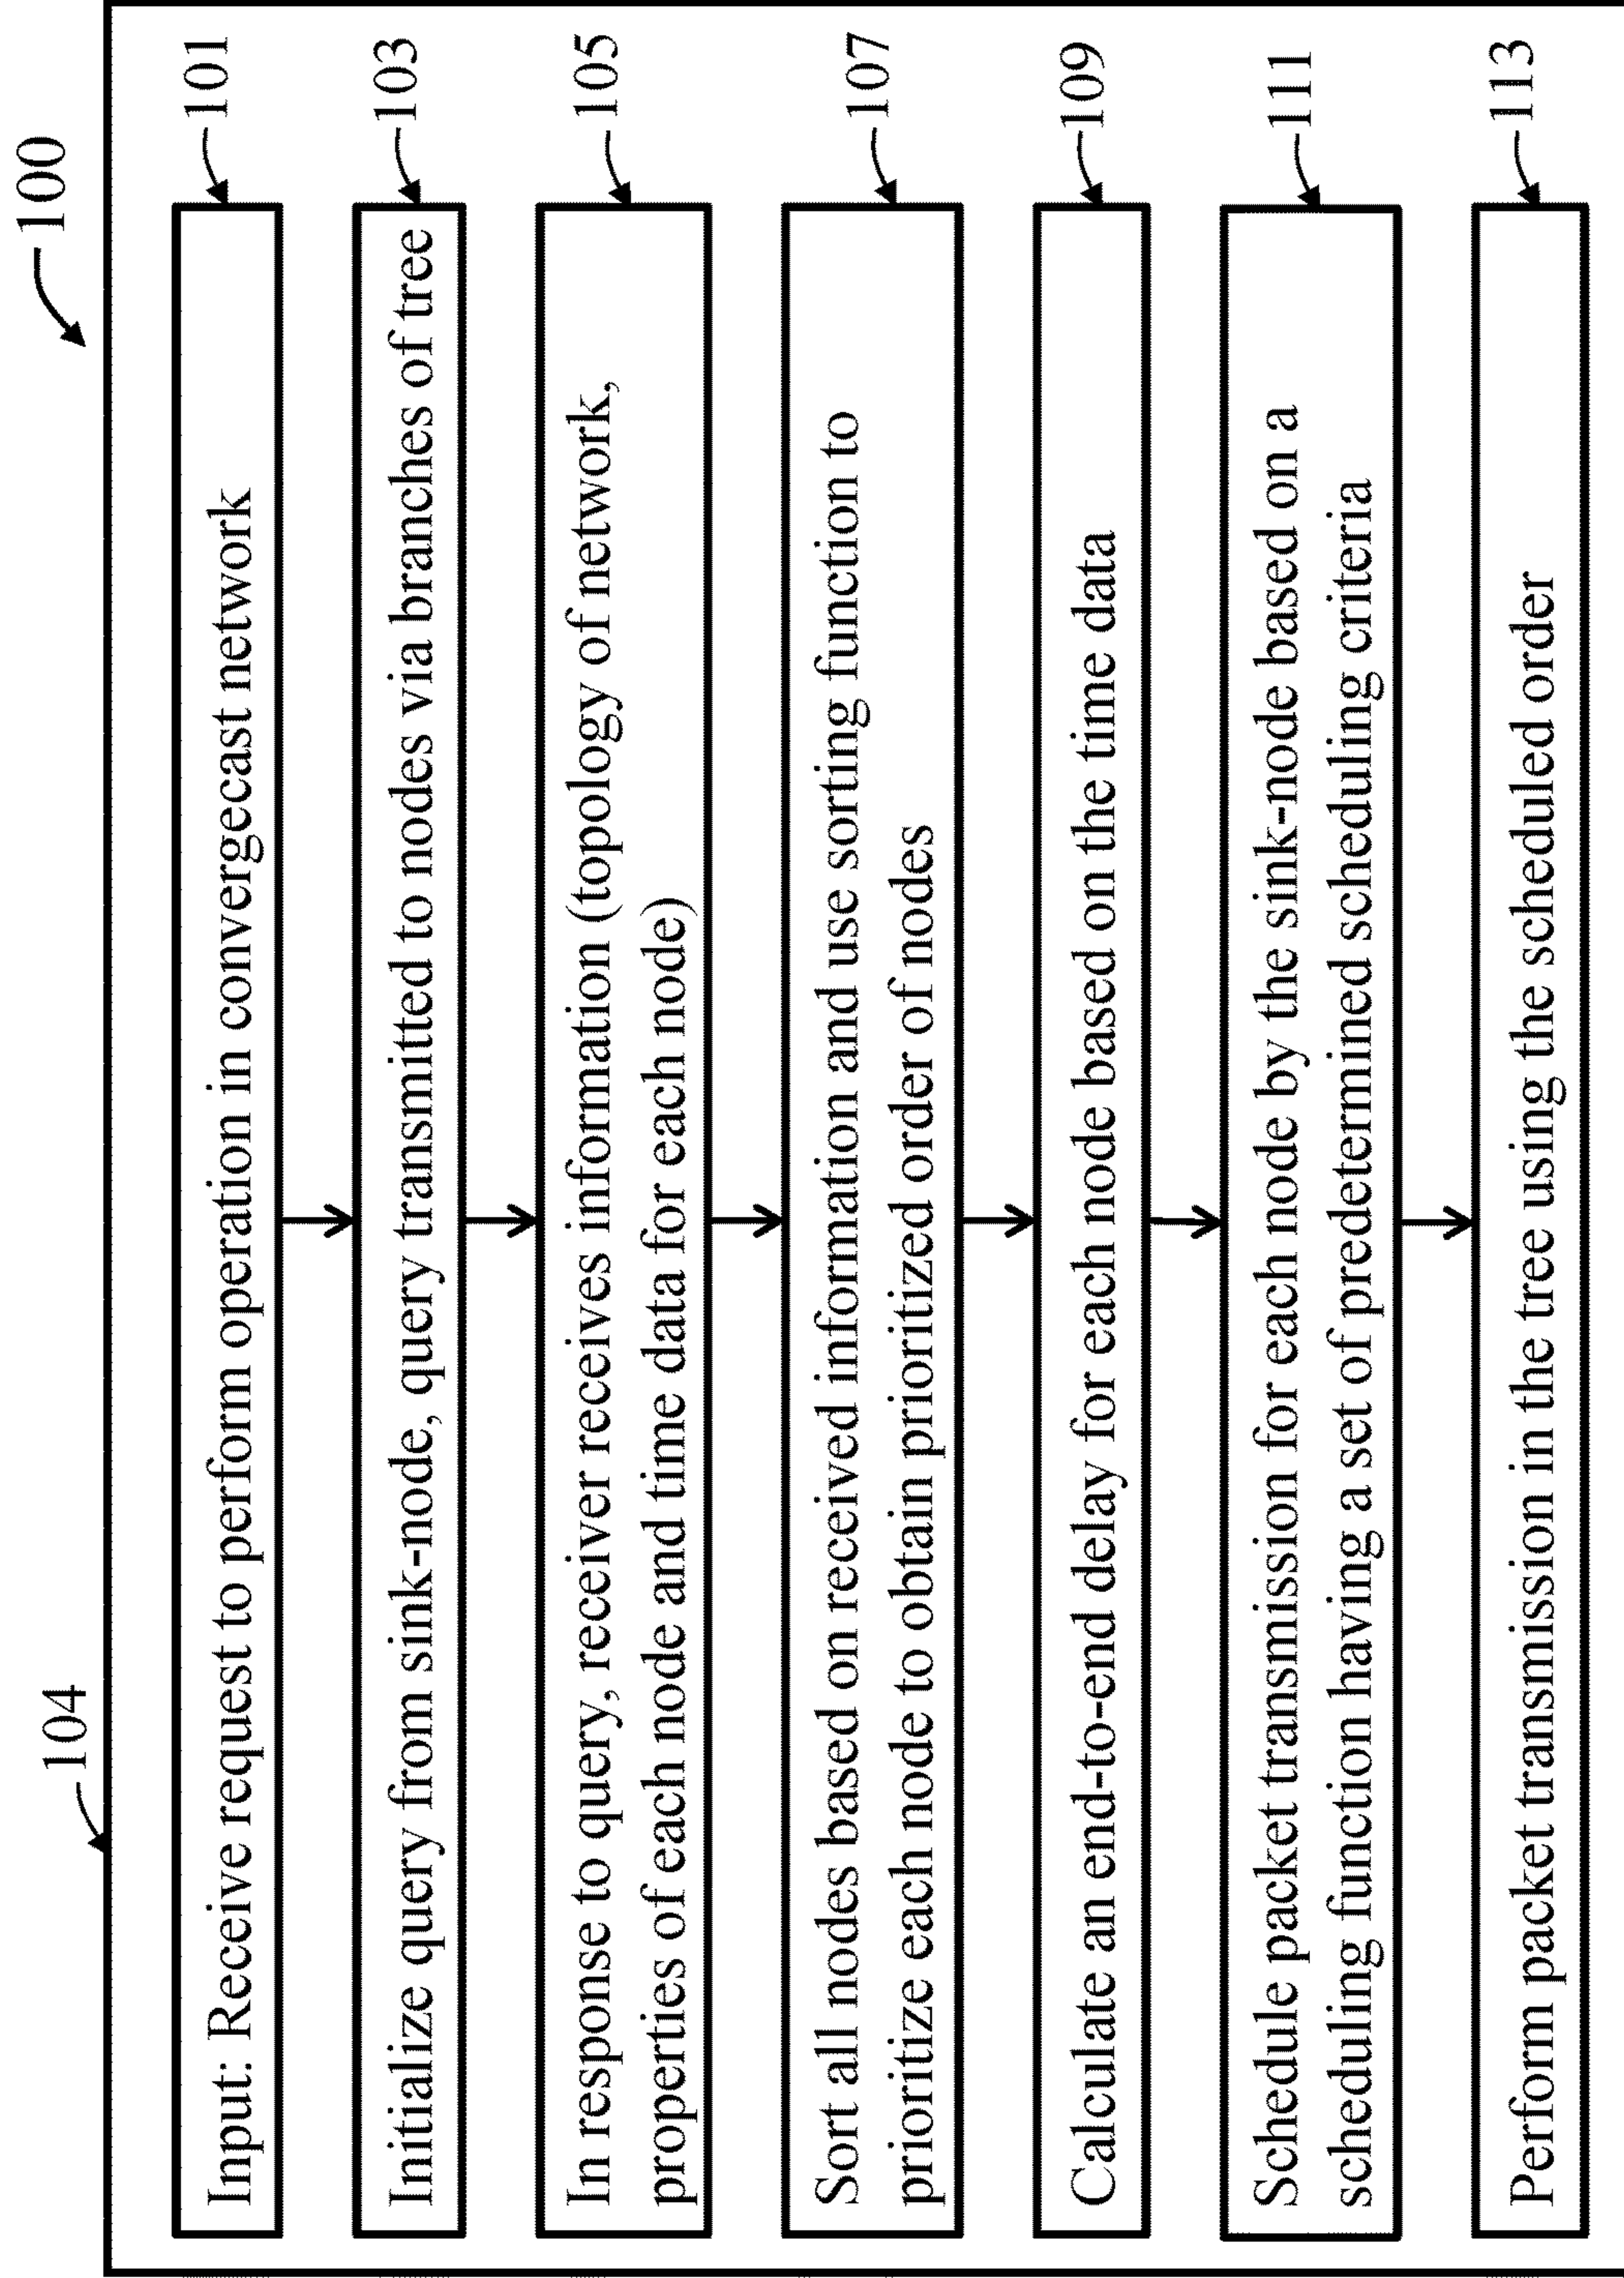 100
104
Input: Receive request to perform operation in convergecast network
101
Initialize query from sink-node, query transmitted to nodes via branches of tree
103
In response to query, receiver receives information (topology of network,
properties of each node and time data for each node)
105
Sort all nodes based on received information and use sorting function to
prioritize each node to obtain prioritized order of nodes
107
Calculate an end-to-end delay for each node based on the time data
109
Schedule packet transmission for each node by the sink-node based on a
scheduling function having a set of predetermined scheduling criteria
111
Perform packet transmission in the tree using the scheduled order
113